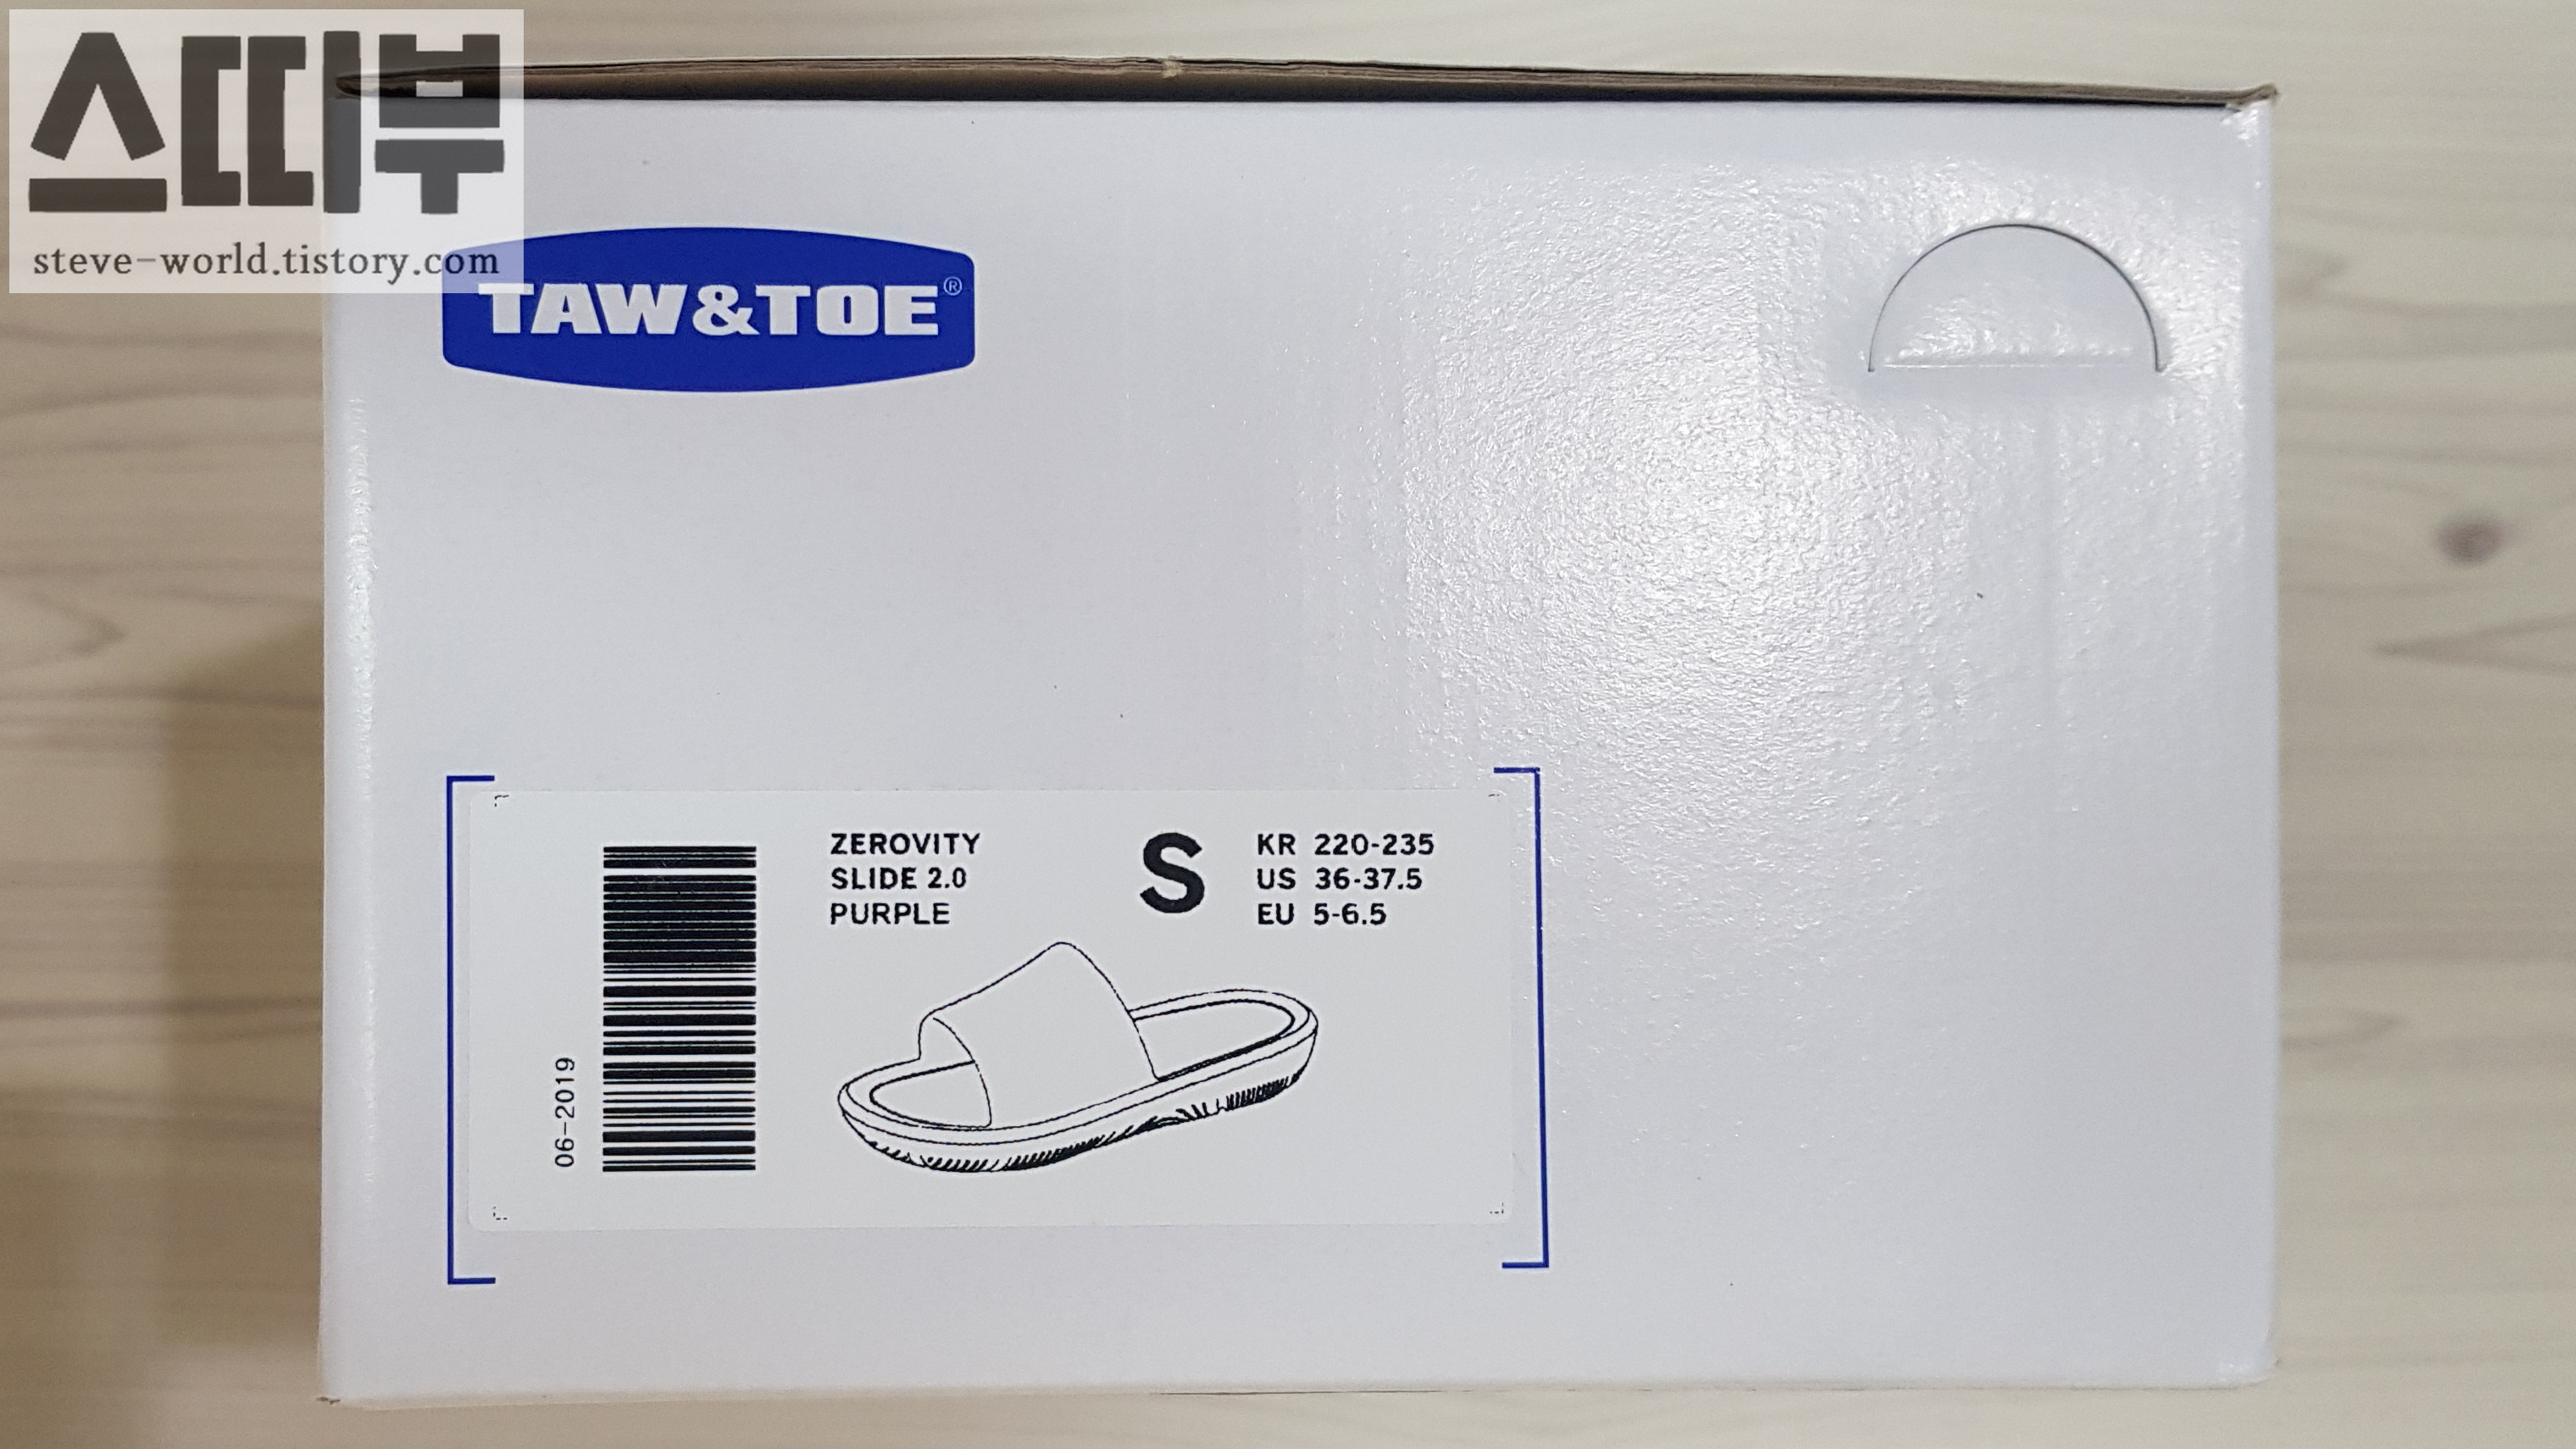 스띠부
steve-world.tistory.com
TAW&TOE®
ZEROVITY
SLIDE 2.0
PURPLE
S
KR 220-235
US 36-37.5
EU 5-6.5
06-2019